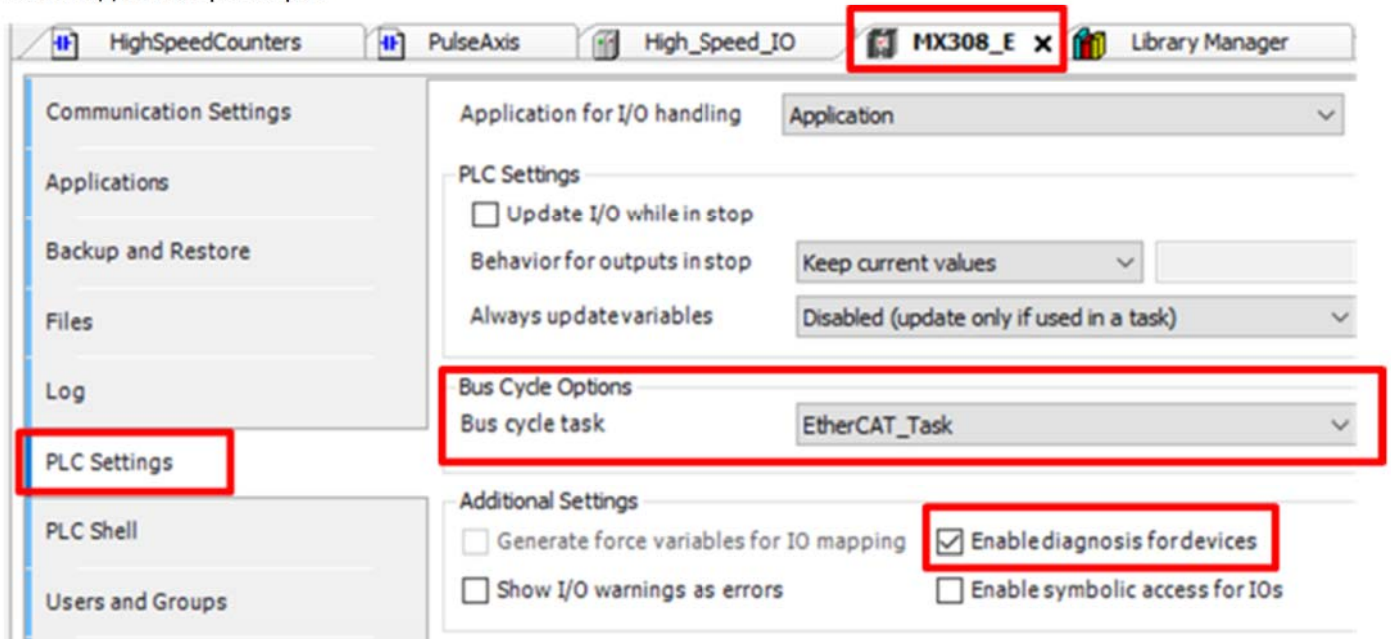 HighSpeedCounters PulseAxis High_Speed_IO MX308_E x Library Manager
Communication Settings
Applications
Backup and Restore
Files
Log
PLC Settings
PLC Shell
Users and Groups
Application for I/O handling Application
PLC Settings
Update I/O while in stop
Behavior for outputs in stop Keep current values
Always update variables Disabled (update only if used in a task)
Bus Cycle Options
Bus cycle task EtherCAT_Task
Additional Settings
Generate force variables for IO mapping Enable diagnosis for devices
Show I/O warnings as errors Enable symbolic access for IOs